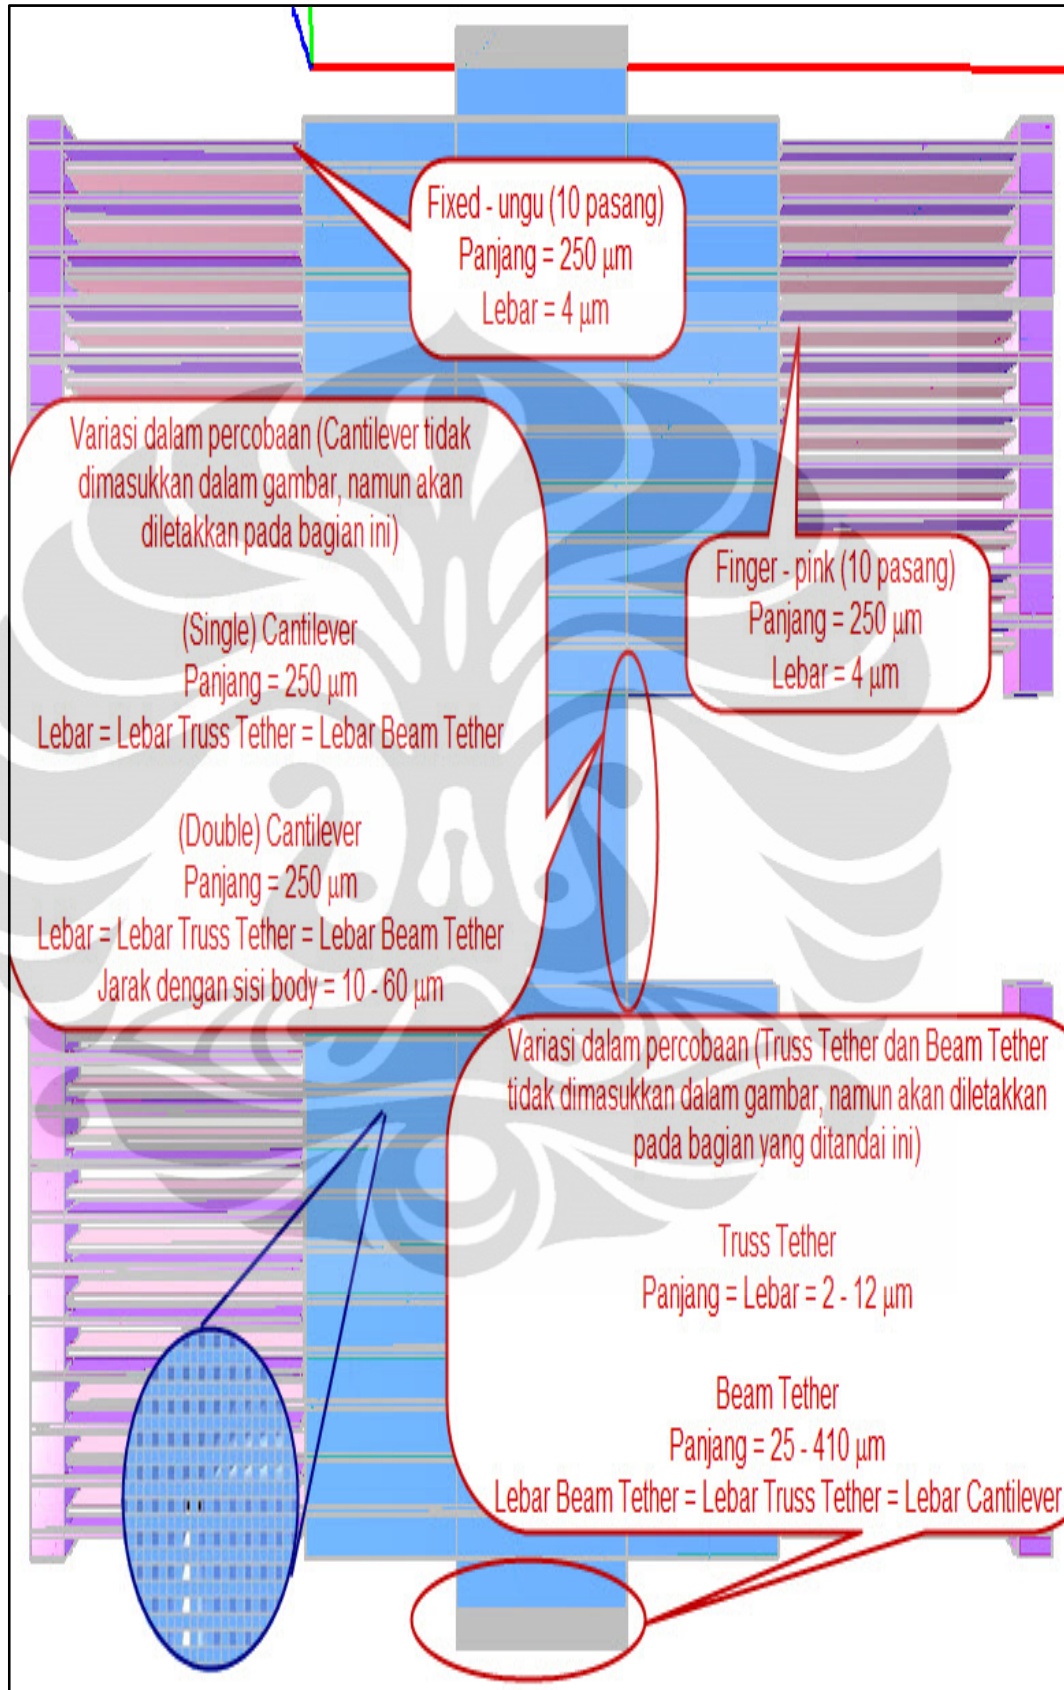 Fixed - ungu (10 pasang)
Panjang = 250 μm
Lebar = 4 μm
Variasi dalam percobaan (Cantilever tidak
dimasukkan dalam gambar, namun akan
diletakkan pada bagian ini)
(Single) Cantilever
Panjang = 250 μm
Lebar = Lebar Truss Tether = Lebar Beam Tether
(Double) Cantilever
Panjang = 250 μm
Lebar = Lebar Truss Tether = Lebar Beam Tether
Jarak dengan sisi body = 10 - 60 μm
Finger - pink (10 pasang)
Panjang = 250 μm
Lebar = 4 μm
Variasi dalam percobaan (Truss Tether dan Beam Tether
tidak dimasukkan dalam gambar, namun akan diletakkan
pada bagian yang ditandai ini)
Truss Tether
Panjang = Lebar = 2 - 12 μm
Beam Tether
Panjang = 25 - 410 μm
Lebar Beam Tether = Lebar Truss Tether = Lebar Cantilever